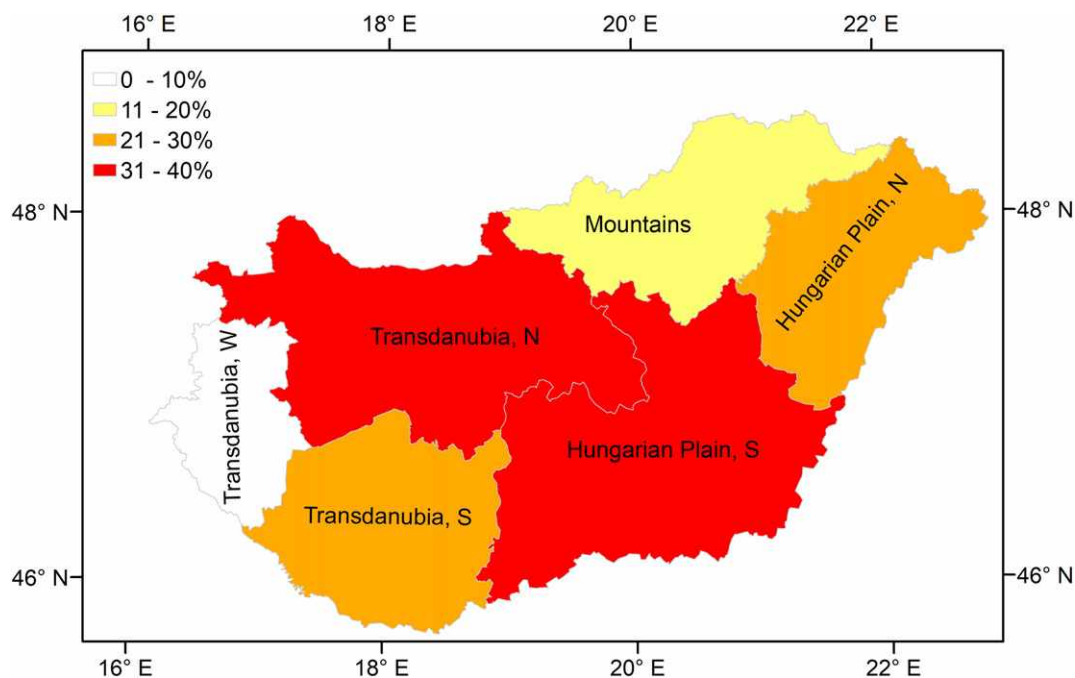 16° E 18° E 20° E 22° E
0 - 10%
11 - 20%
21 - 30%
31 - 40%
48° N
48° N
Mountains
Hungarian Plain, N
Transdanubia, N
Transdanubia, W
Hungarian Plain, S
Transdanubia, S
46° N
46° N
16° E 18° E 20° E 22° E